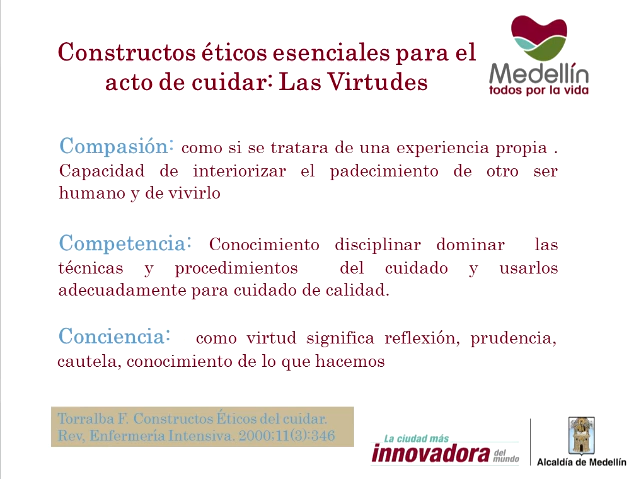 Constructos éticos esenciales para el
acto de cuidar: Las Virtudes
Medellín
todos por la vida
Compasión: como si se tratara de una experiencia propia .
Capacidad de interiorizar el padecimiento de otro ser
humano y de vivirlo
Competencia: Conocimiento disciplinar dominar las
técnicas y procedimientos del cuidado y usarlos
adecuadamente para cuidado de calidad.
Conciencia: como virtud significa reflexión, prudencia,
cautela, conocimiento de lo que hacemos
Torralba F. Constructos Éticos del cuidar.
Rev, Enfermería Intensiva. 2000;11(3):346
La ciudad más
innovadora del mundo
Alcaldía de Medellín